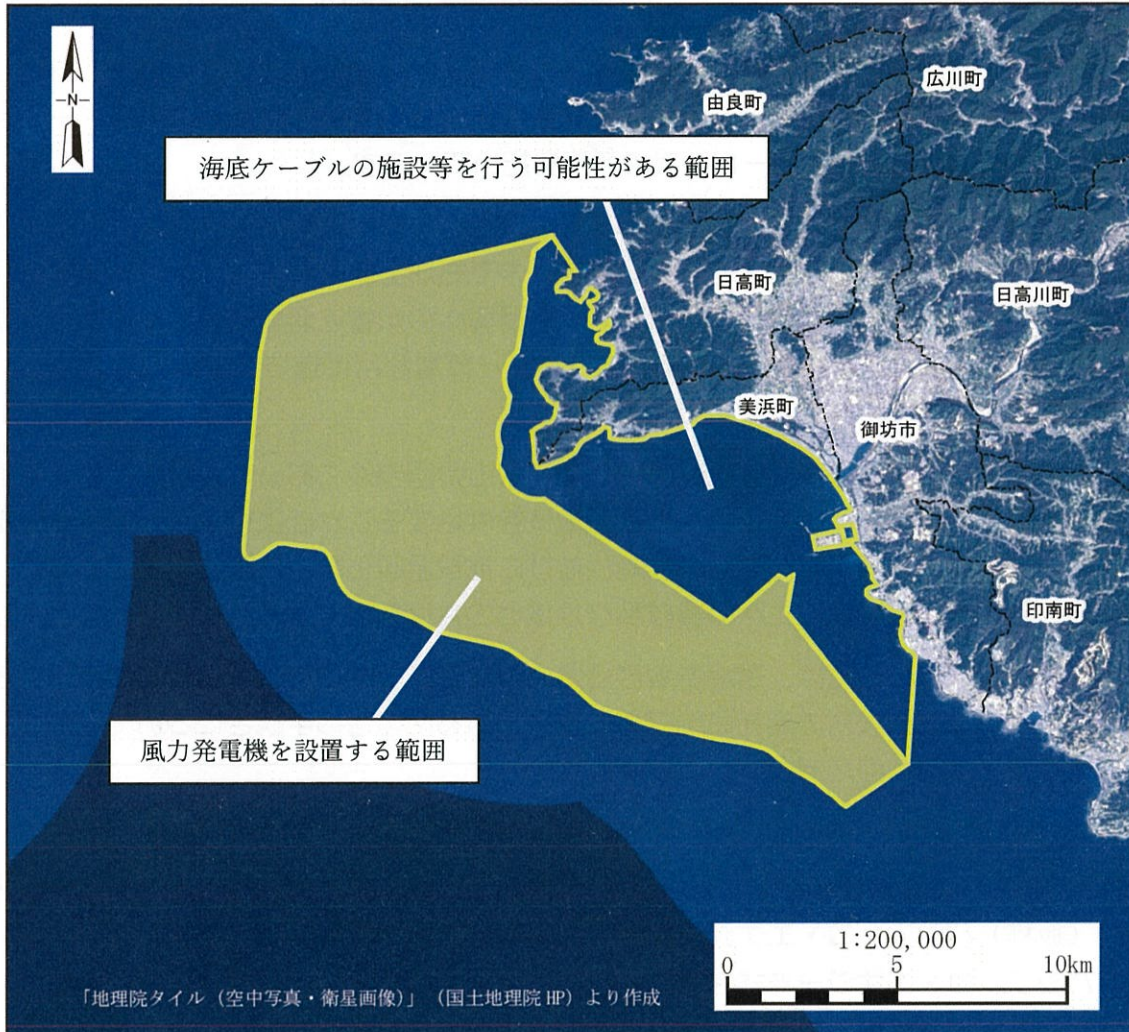 N
広川町
由良町
海底ケーブルの施設等を行う可能性がある範囲
日高町
日高川町
美浜町
御坊市
印南町
風力発電機を設置する範囲
1:200,000
0 5 10km
「地理院タイル（空中写真・衛星画像）」（国土地理院 HP）より作成